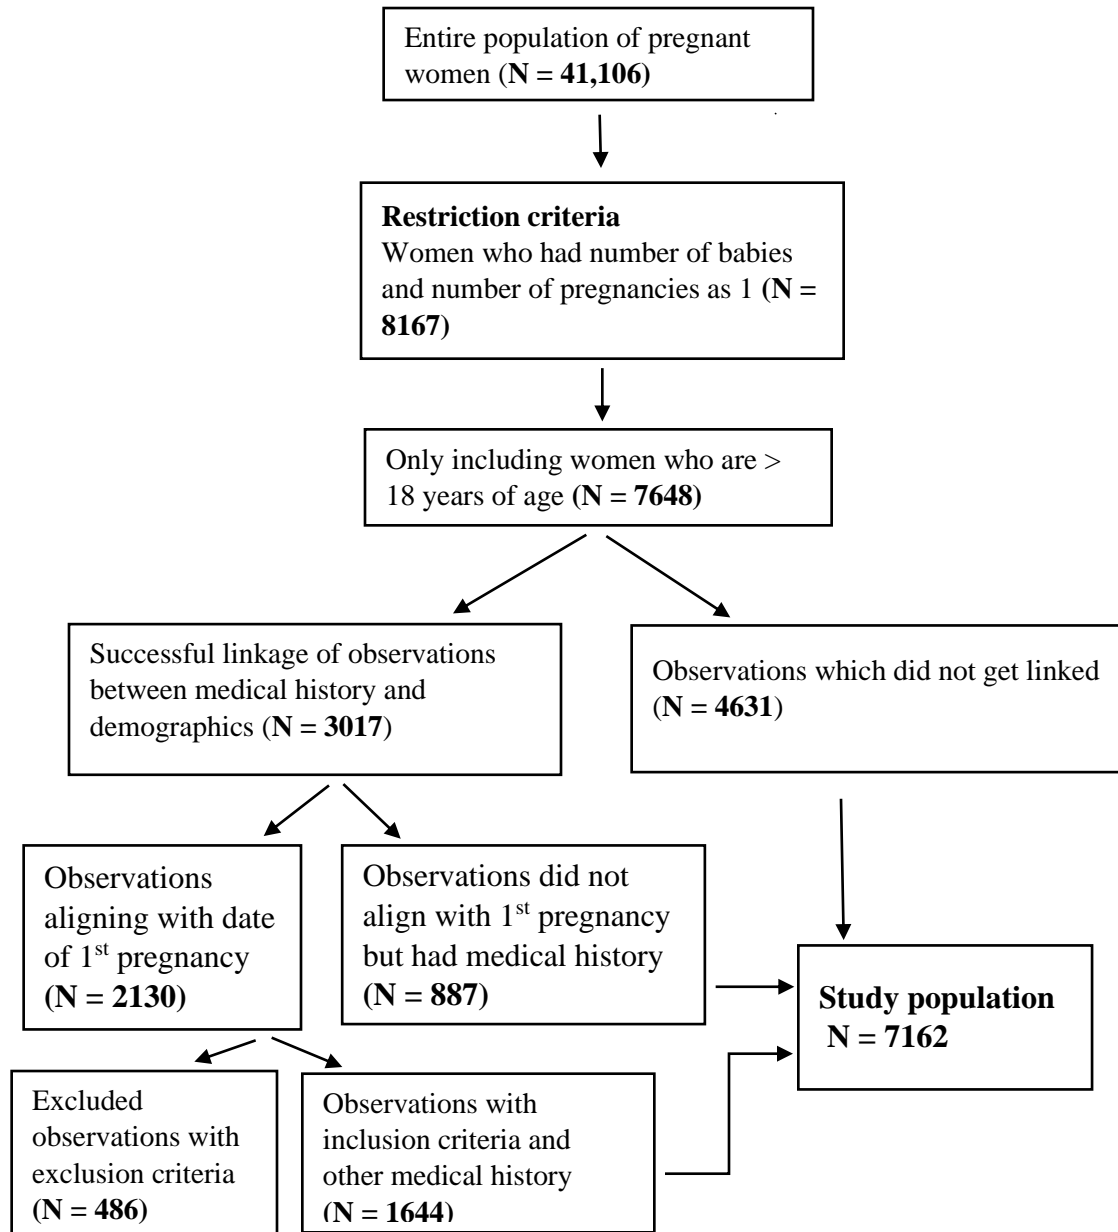 Entire population of pregnant
women (N = 41,106)
Restriction criteria
Women who had number of babies
and number of pregnancies as 1 (N =
8167)
Only including women who are >
18 years of age (N = 7648)
Successful linkage of observations
between medical history and
demographics (N = 3017)
Observations which did not get linked
(N = 4631)
Observations
aligning with date
of 1st pregnancy
(N = 2130)
Observations did not
align with 1st pregnancy
but had medical history
(N = 887)
Study population
N = 7162
Excluded
observations with
exclusion criteria
(N = 486)
Observations with
inclusion criteria and
other medical history
(N = 1644)